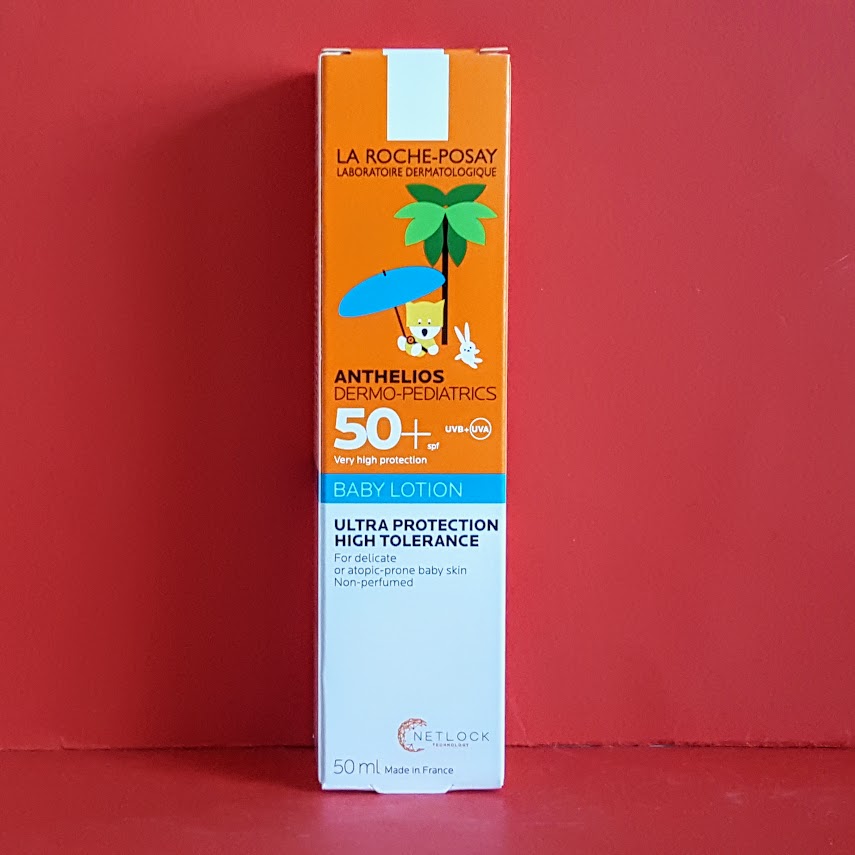 LA ROCHE-POSAY
LABORATOIRE DERMATOLOGIQUE
ANTHELIOS
DERMO-PEDIATRICS
50+ spf UVB+UVA
Very high protection
BABY LOTION
ULTRA PROTECTION
HIGH TOLERANCE
For delicate
or atopic-prone baby skin
Non-perfumed
NETLOCK
TECHNOLOGY
50 ml Made in France